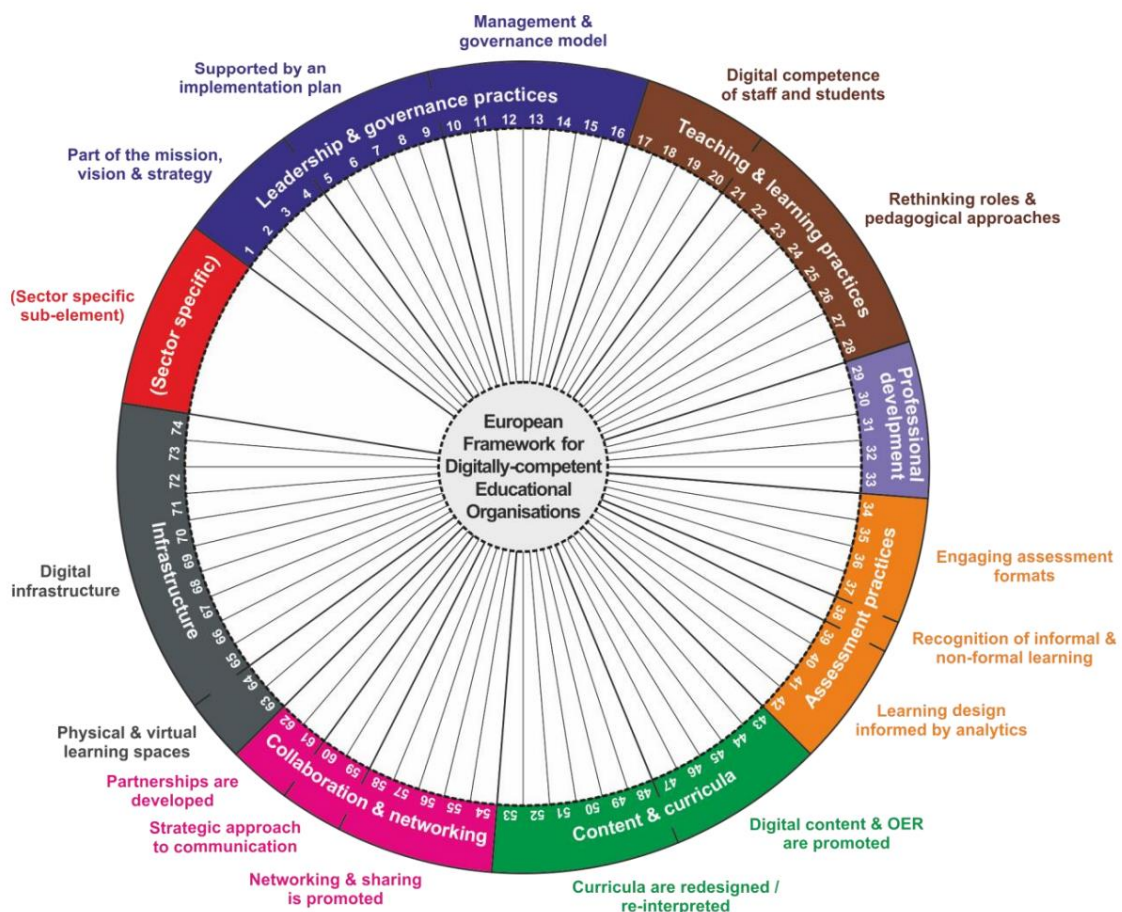 Management &
governance model
Supported by an
implementation plan
Part of the mission,
vision & strategy
Leadership & governance practices
1 2 3 4 5 6 7 8 9 10 11 12 13 14 15 16
Digital competence
of staff and students
Rethinking roles &
pedagogical approaches
Teaching & learning practices
17 18 19 20 21 22 23 24 25 26 27 28
Professional
develpment
29 30 31 32 33
Engaging assessment
formats
Recognition of informal &
non-formal learning
Learning design
informed by analytics
Assessment practices
34 35 36 37 38 39 40 41 42
Digital content & OER
are promoted
Curricula are redesigned /
re-interpreted
Content & curricula
43 44 45 46 47 48 49 50 51 52 53
Networking & sharing
is promoted
Strategic approach
to communication
Partnerships are
developed
Collaboration & networking
54 55 56 57 58 59 60 61 62
Physical & virtual
learning spaces
Digital
infrastructure
Infrastructure
63 64 65 66 67 68 69 70 71 72 73 74
(Sector specific
sub-element)
(Sector specific)
European
Framework for
Digitally-competent
Educational
Organisations